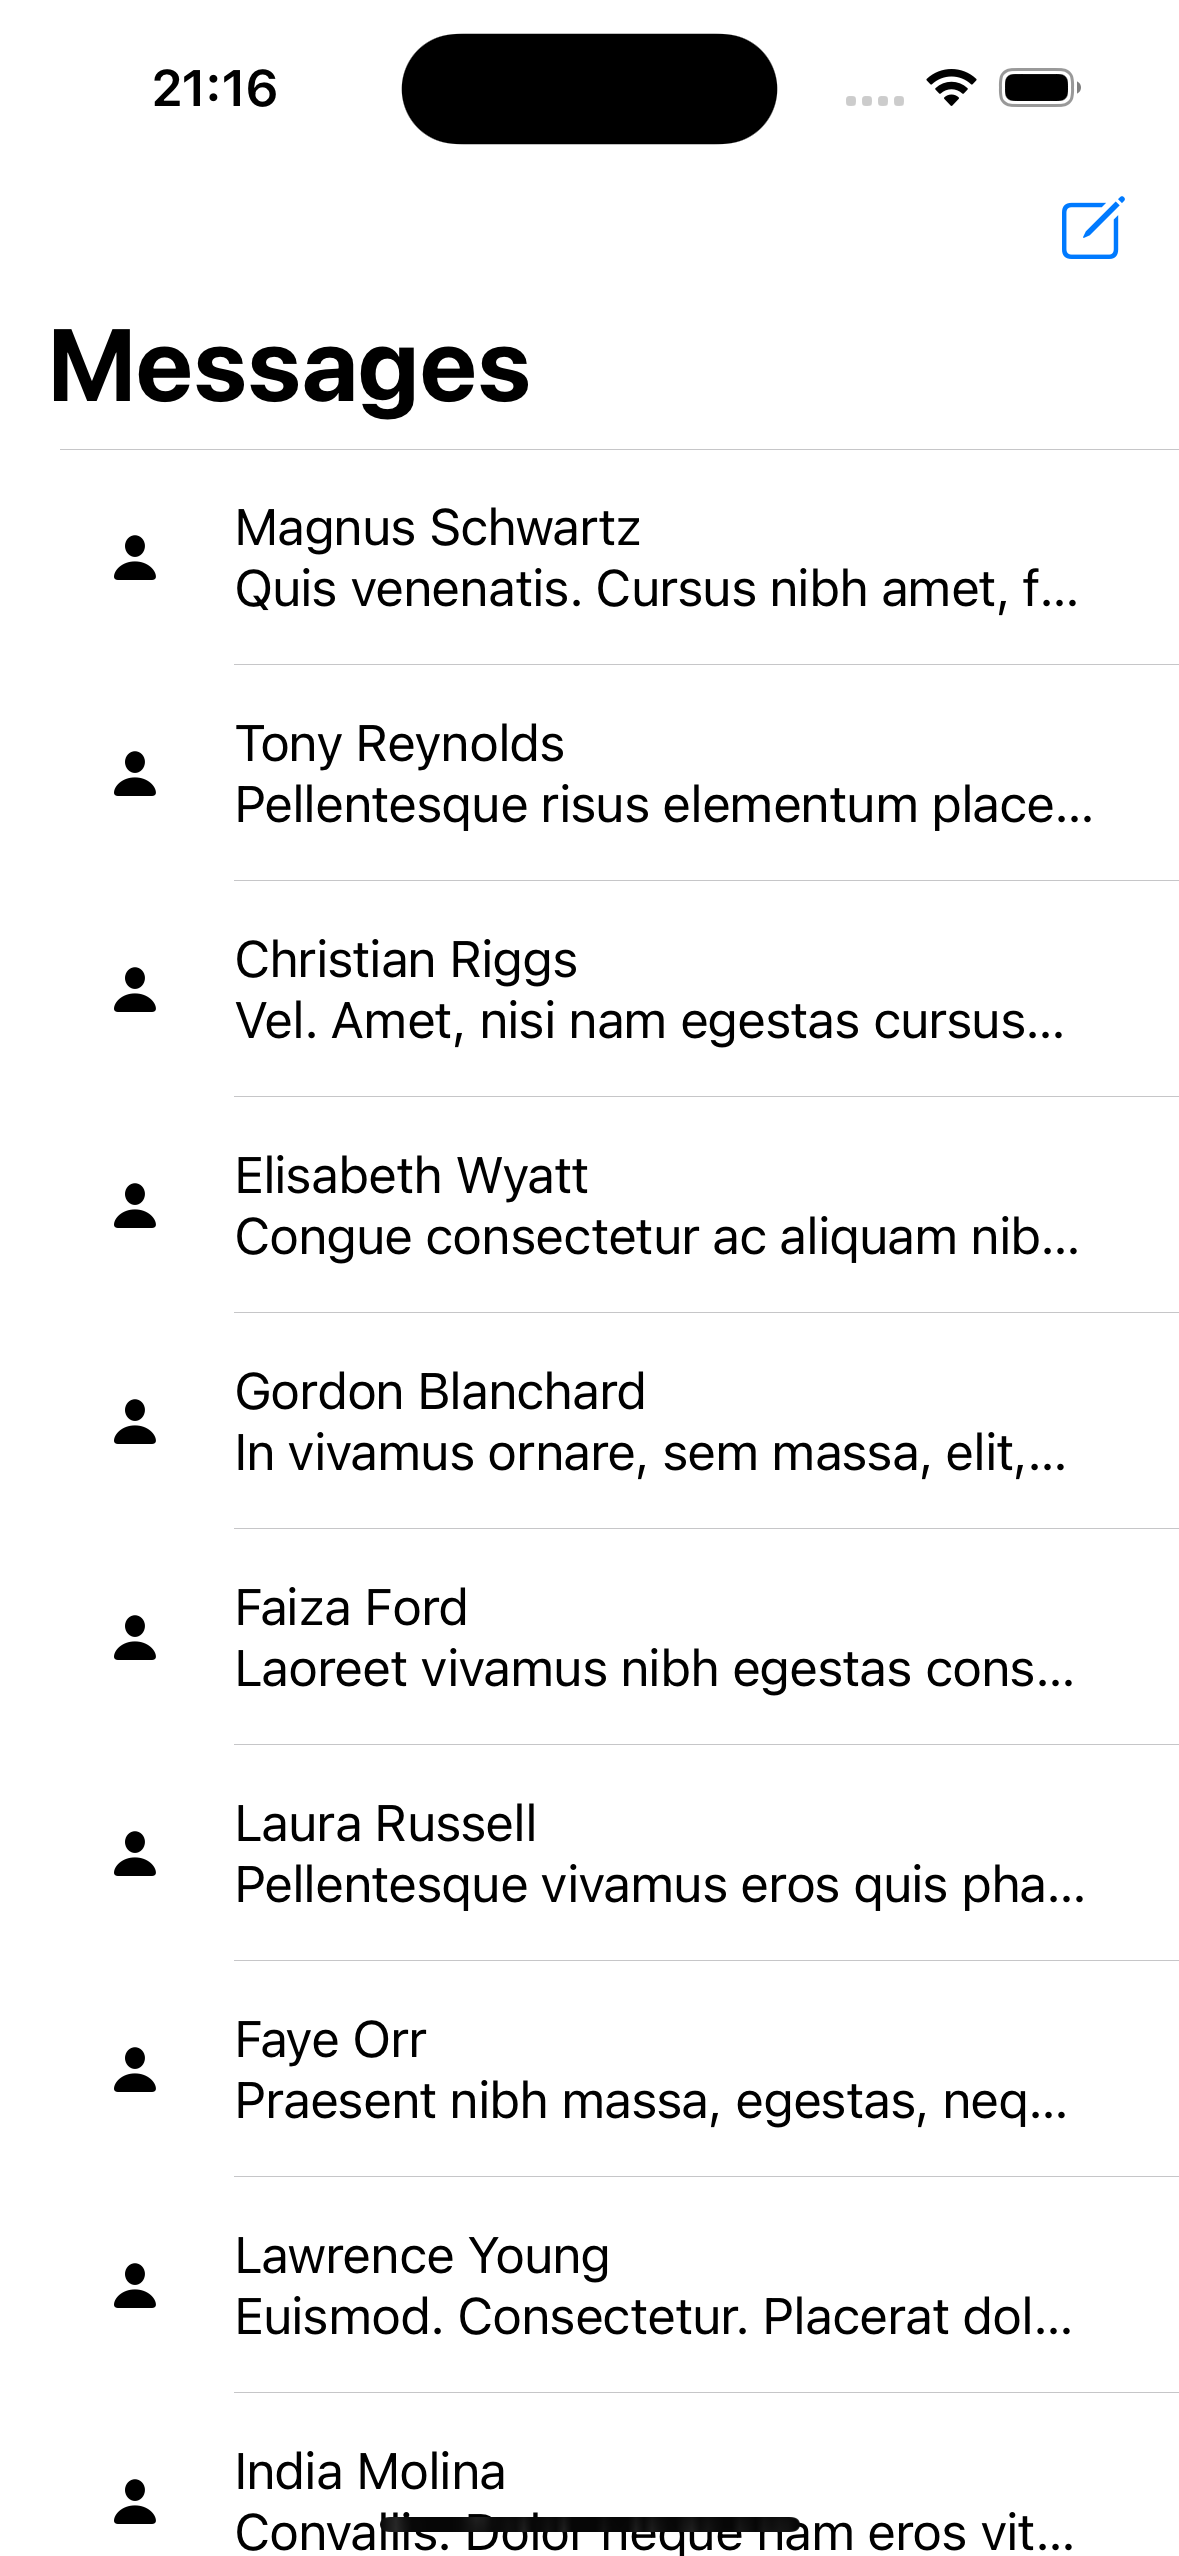 21:16
Messages
Magnus Schwartz
Quis venenatis. Cursus nibh amet, f...
Tony Reynolds
Pellentesque risus elementum place...
Christian Riggs
Vel. Amet, nisi nam egestas cursus...
Elisabeth Wyatt
Congue consectetur ac aliquam nib...
Gordon Blanchard
In vivamus ornare, sem massa, elit,...
Faiza Ford
Laoreet vivamus nibh egestas cons...
Laura Russell
Pellentesque vivamus eros quis pha...
Faye Orr
Praesent nibh massa, egestas, neq...
Lawrence Young
Euismod. Consectetur. Placerat dol...
India Molina
Convallis. Dolor neque nam eros vit...